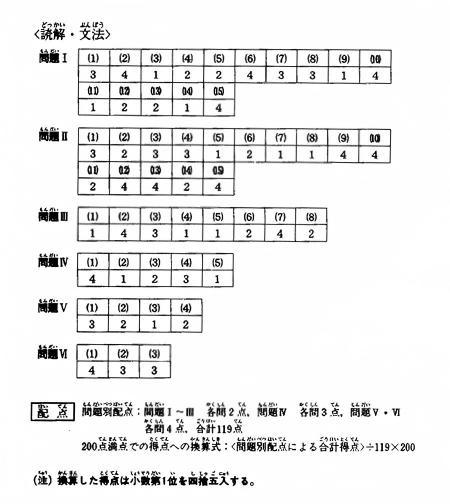 〈読解・文法〉
問題Ⅰ (1) (2) (3) (4) (5) (6) (7) (8) (9) (10)
3 4 1 2 2 4 3 3 1 4
(11) (12) (13) (14) (15)
1 2 2 1 4
問題Ⅱ (1) (2) (3) (4) (5) (6) (7) (8) (9) (10)
3 2 3 3 1 2 1 1 4 4
(11) (12) (13) (14) (15)
2 4 4 2 4
問題Ⅲ (1) (2) (3) (4) (5) (6) (7) (8)
1 4 3 1 1 2 4 2
問題Ⅳ (1) (2) (3) (4) (5)
4 1 2 3 1
問題Ⅴ (1) (2) (3) (4)
3 2 1 2
問題Ⅵ (1) (2) (3)
4 3 3
配点 問題別配点:問題Ⅰ~Ⅲ 各問2点,問題Ⅳ 各問3点,問題Ⅴ・Ⅵ
各問4点,合計119点
200点満点での得点への換算式:〈問題別配点による合計得点〉÷119×200
(注) 換算した得点は小数第1位を四捨五入する。